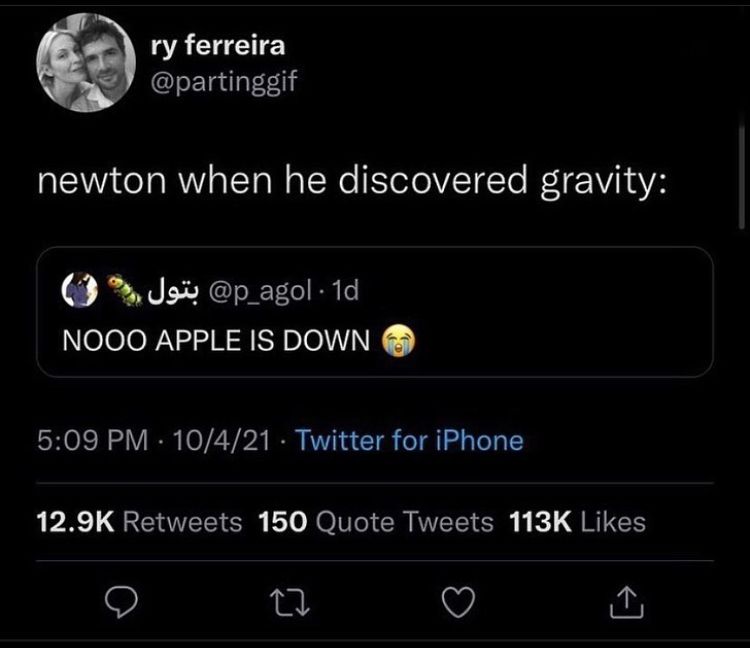 ry ferreira
@partinggif
newton when he discovered gravity:
🐛 بتول @p_agol · 1d
NOOO APPLE IS DOWN 😭
5:09 PM · 10/4/21 · Twitter for iPhone
12.9K Retweets 150 Quote Tweets 113K Likes